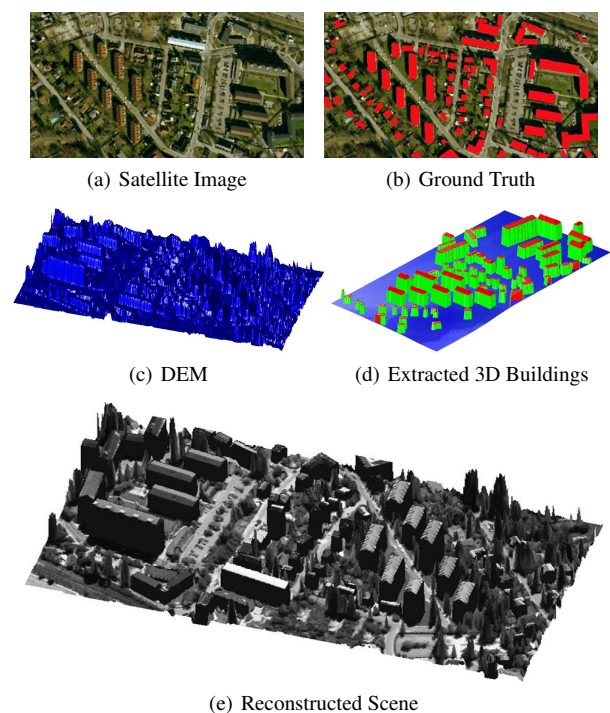 (a) Satellite Image
(b) Ground Truth
(c) DEM
(d) Extracted 3D Buildings
(e) Reconstructed Scene